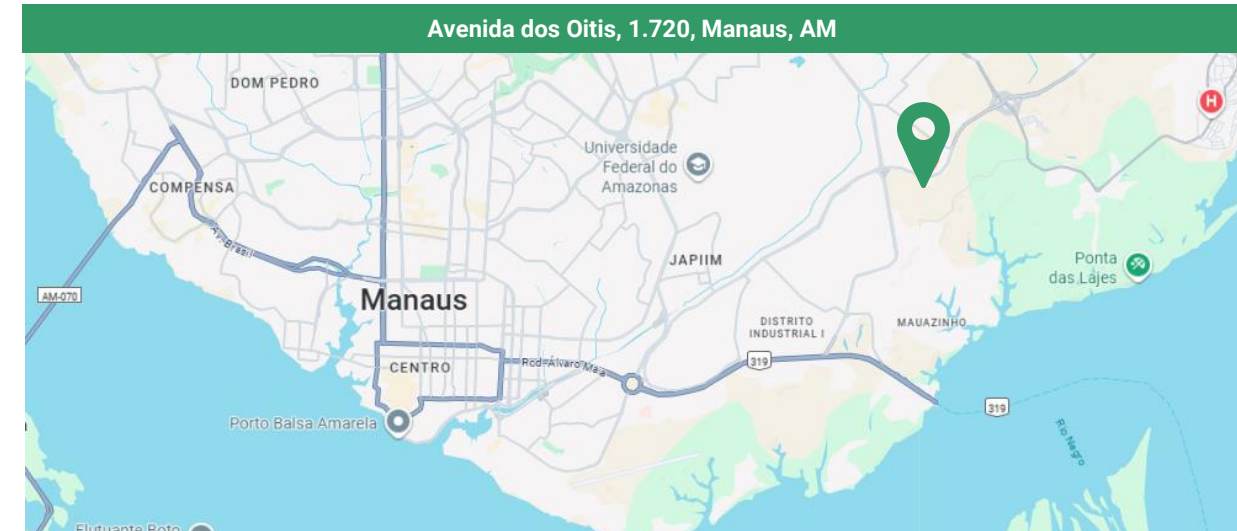 Avenida dos Oitis, 1.720, Manaus, AM
DOM PEDRO
H
Universidade
Federal do
Amazonas
COMPENSA
Av. Brasil
JAPIIM
Ponta
das Lajes
AM-070
Manaus
DISTRITO
INDUSTRIAL I
MAUAZINHO
CENTRO
Rod. Álvaro Maia
319
319
Porto Balsa Amarela
Rio Negro
Flutuante Boto